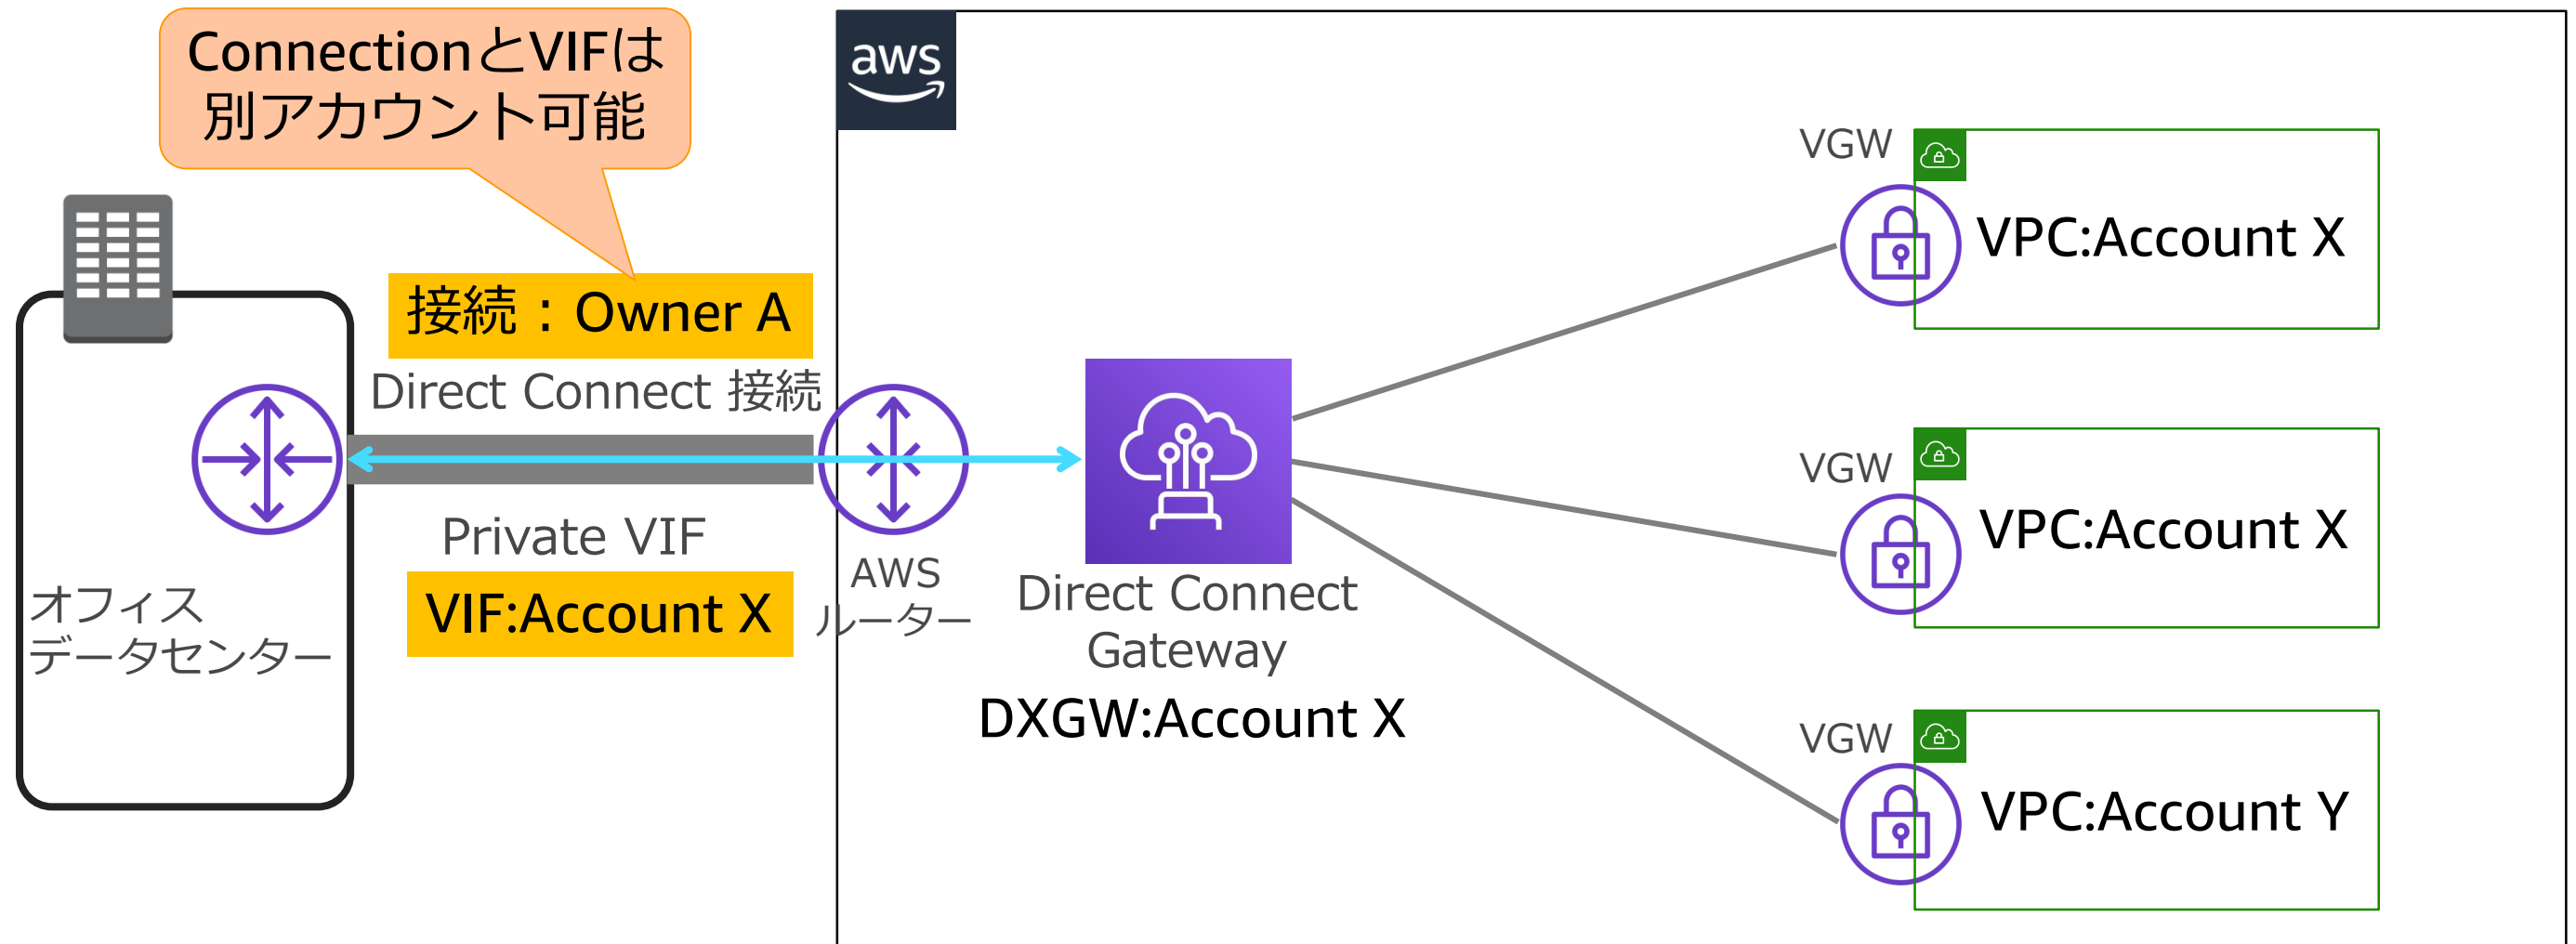 ConnectionとVIFは
別アカウント可能
aws
接続：Owner A
Direct Connect 接続
Private VIF
VIF:Account X
オフィス
データセンター
AWS
ルーター
Direct Connect
Gateway
DXGW:Account X
VGW
VPC:Account X
VGW
VPC:Account X
VGW
VPC:Account Y